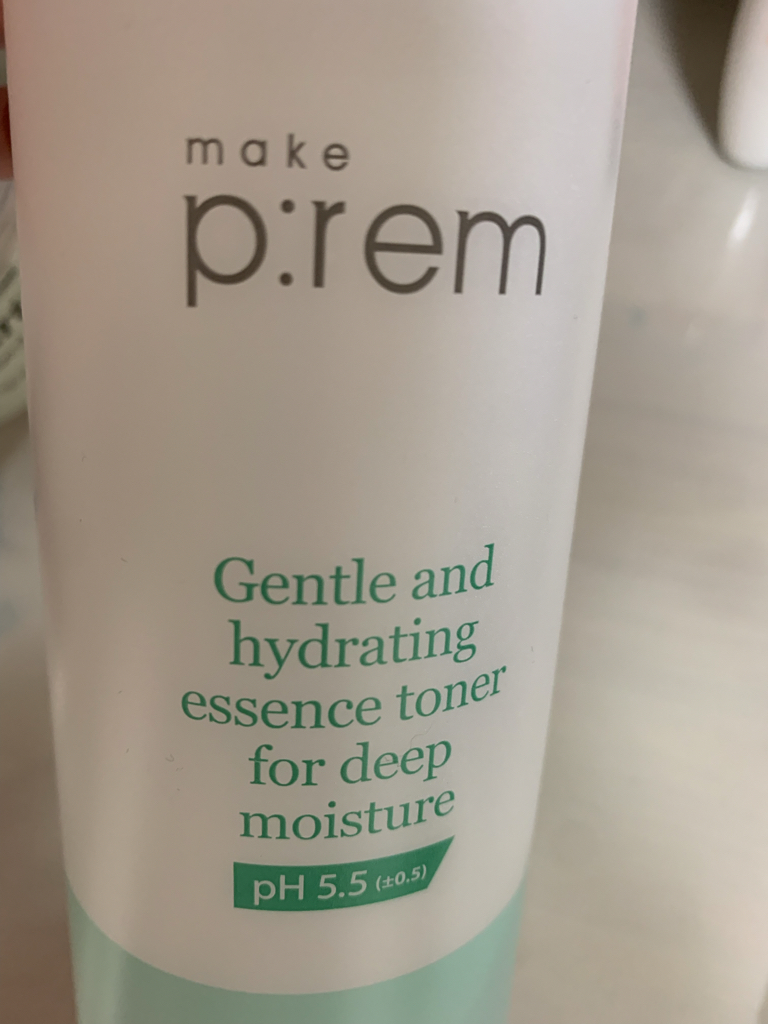 make
p:rem
Gentle and
hydrating
essence toner
for deep
moisture
pH 5.5 (±0.5)